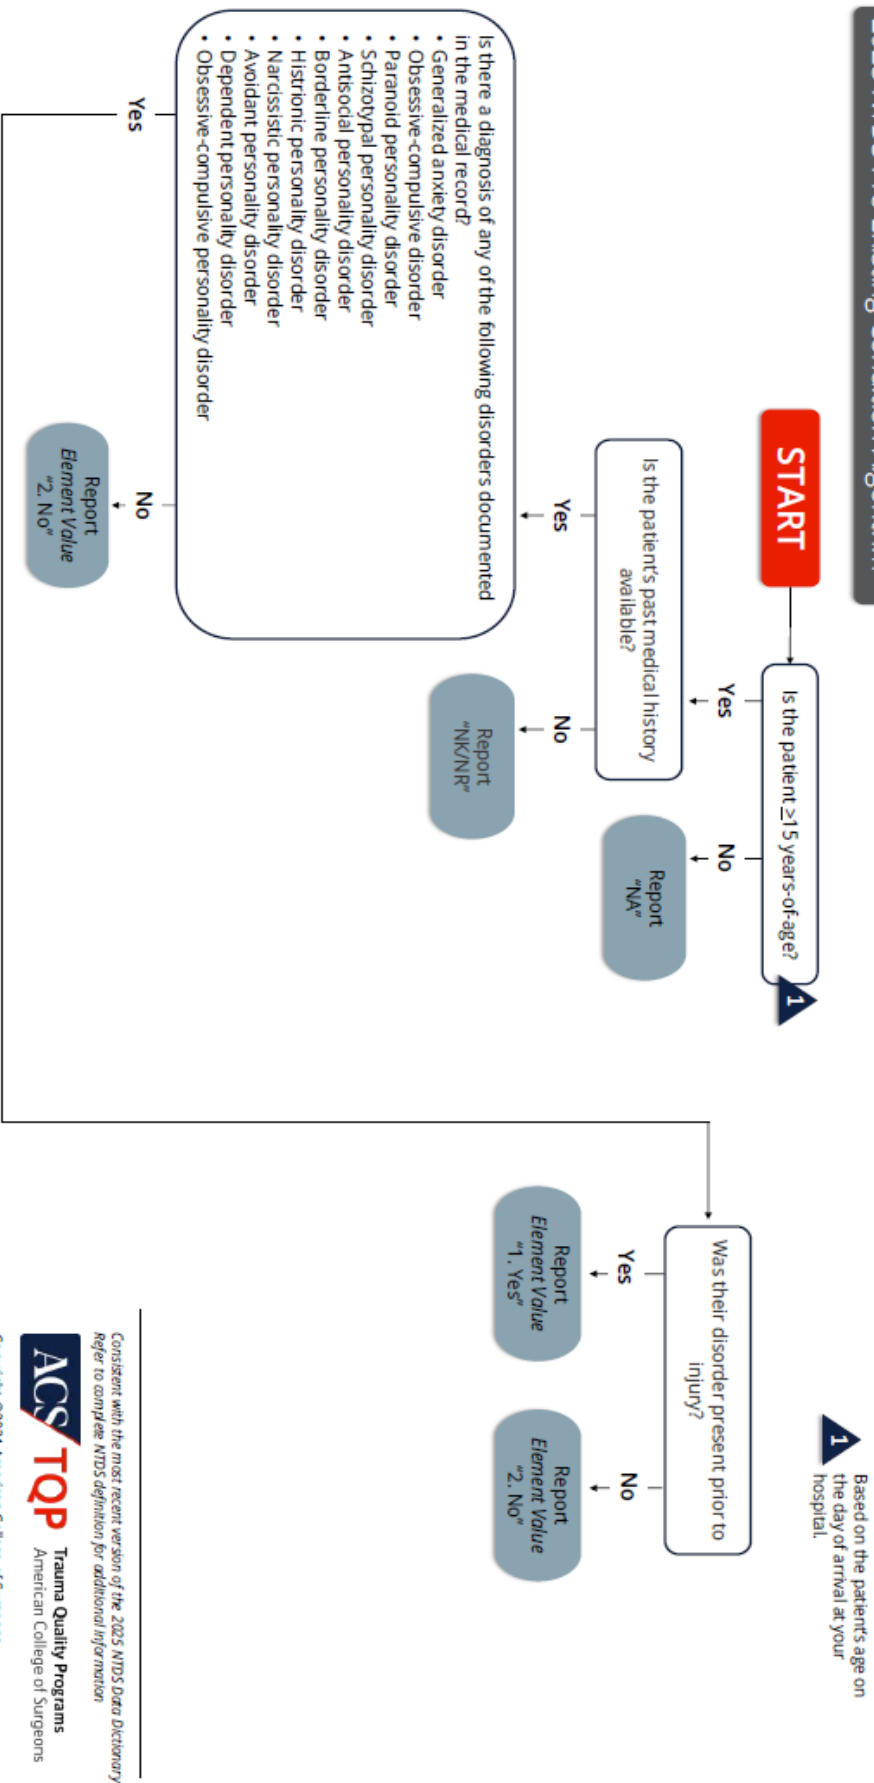 START
Is the patient >15 years-of-age?
1
Yes
No
Report
"NA"
Is the patient's past medical history
available?
Yes
No
Report
"NK/NR"
Is there a diagnosis of any of the following disorders documented
in the medical record?
• Generalized anxiety disorder
• Obsessive-compulsive disorder
• Paranoid personality disorder
• Schizotypal personality disorder
• Antisocial personality disorder
• Borderline personality disorder
• Histrionic personality disorder
• Narcissistic personality disorder
• Avoidant personality disorder
• Dependent personality disorder
• Obsessive-compulsive personality disorder
Yes
No
Report
Element Value
"2. No"
1
Based on the patient's age on
the day of arrival at your
hospital.
Was their disorder present prior to
injury?
Yes
No
Report
Element Value
"1. Yes"
Report
Element Value
"2. No"
Consistent with the most recent version of the 2025 NTDS Data Dictionary
Refer to complete NTDS definition for additional information
ACS TQP
Trauma Quality Programs
American College of Surgeons